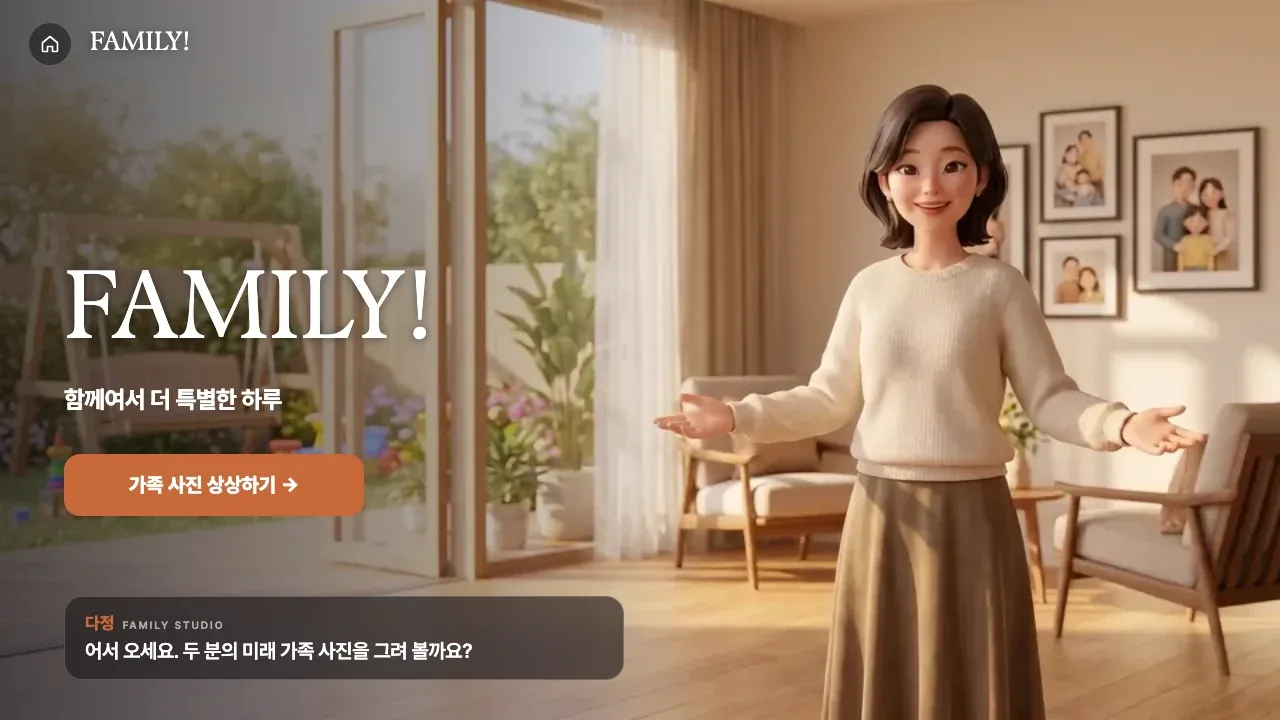 FAMILY!
FAMILY!
함께여서 더 특별한 하루
가족 사진 상상하기 →
다정 FAMILY STUDIO
어서 오세요. 두 분의 미래 가족 사진을 그려 볼까요?